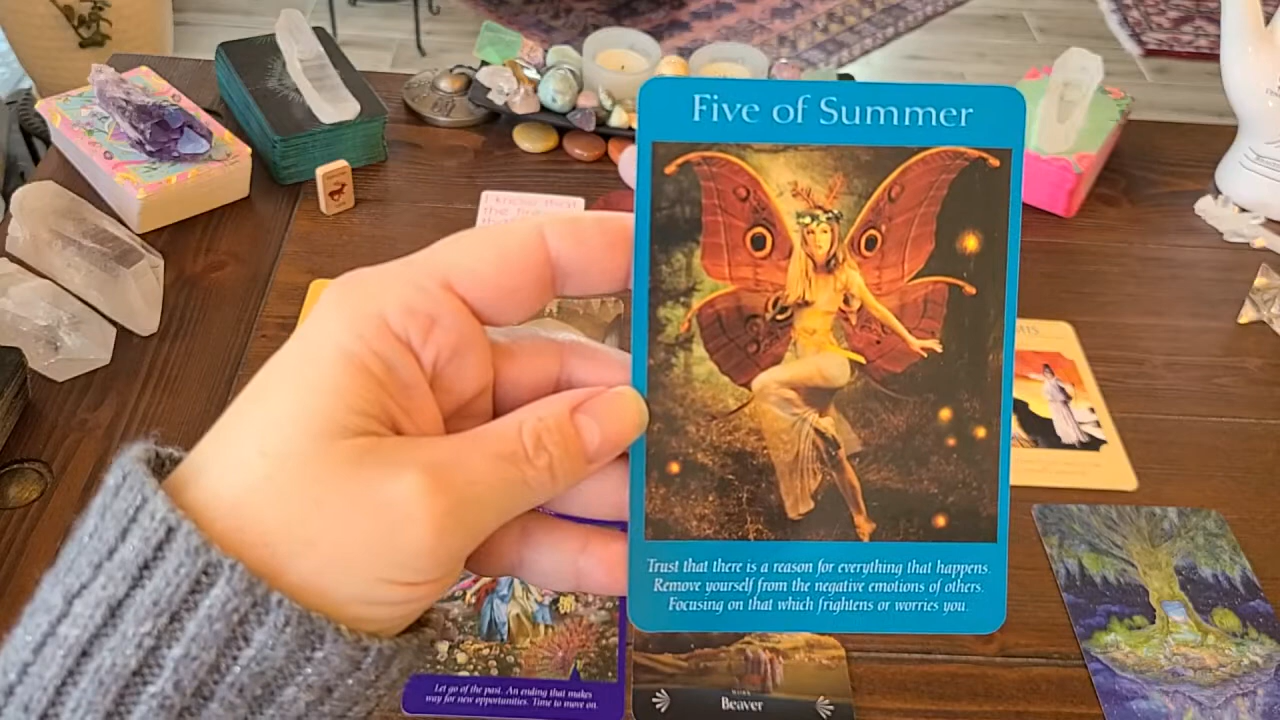 Five of Summer
I know that
Trust that there is a reason for everything that happens.
Remove yourself from the negative emotions of others.
Focusing on that which frightens or worries you.
Let go of the past. An ending that makes
way for new opportunities. Time to move on.
Beaver